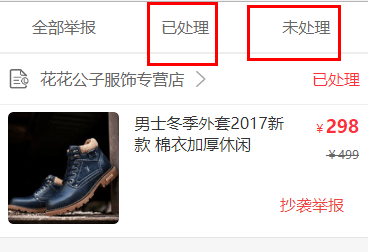 全部举报 已处理 未处理
花花公子服饰专营店 已处理
男士冬季外套2017新 ¥298
款 棉衣加厚休闲 ¥499
抄袭举报